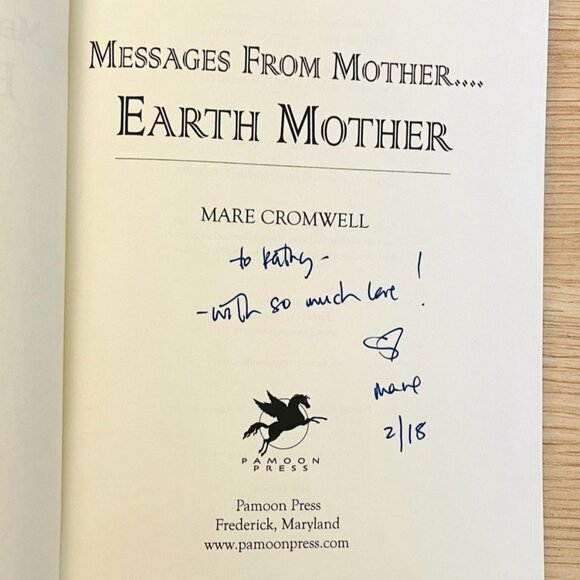 MESSAGES FROM MOTHER....
EARTH MOTHER
MARE CROMWELL
to Kathy -
- with so much love !
Mare
2/18
PAMOON
PRESS
Pamoon Press
Frederick, Maryland
www.pamoonpress.com